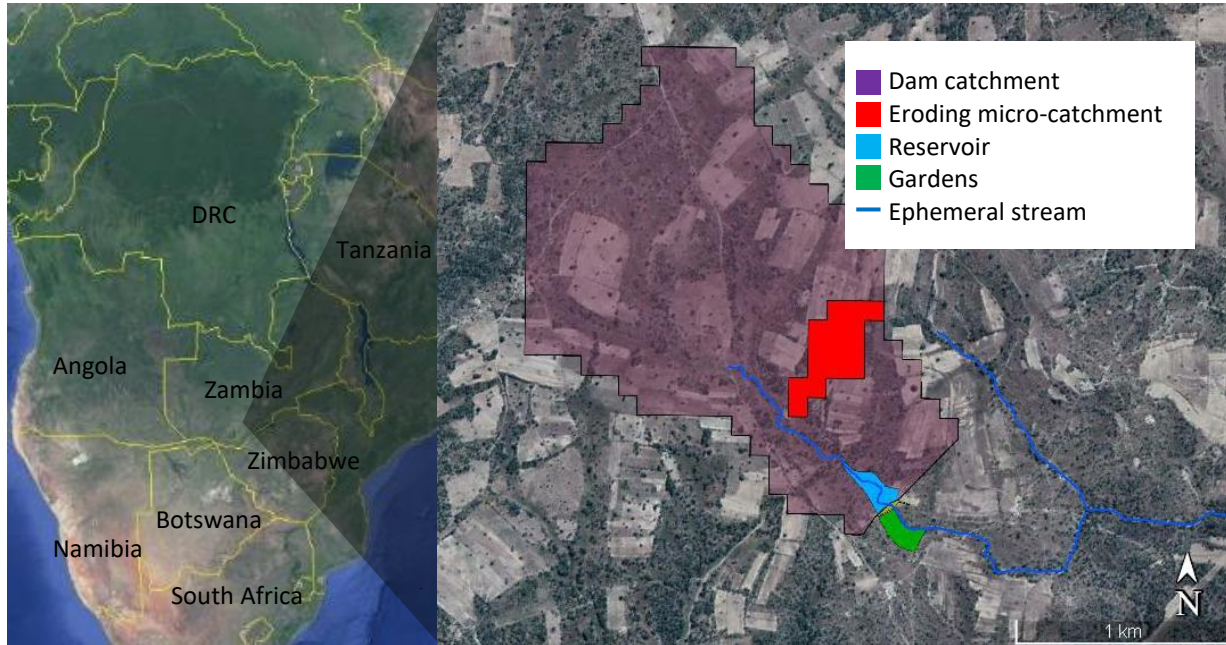 DRC
Tanzania
Angola
Zambia
Zimbabwe
Botswana
Namibia
South Africa
Dam catchment
Eroding micro-catchment
Reservoir
Gardens
Ephemeral stream
N
1 km